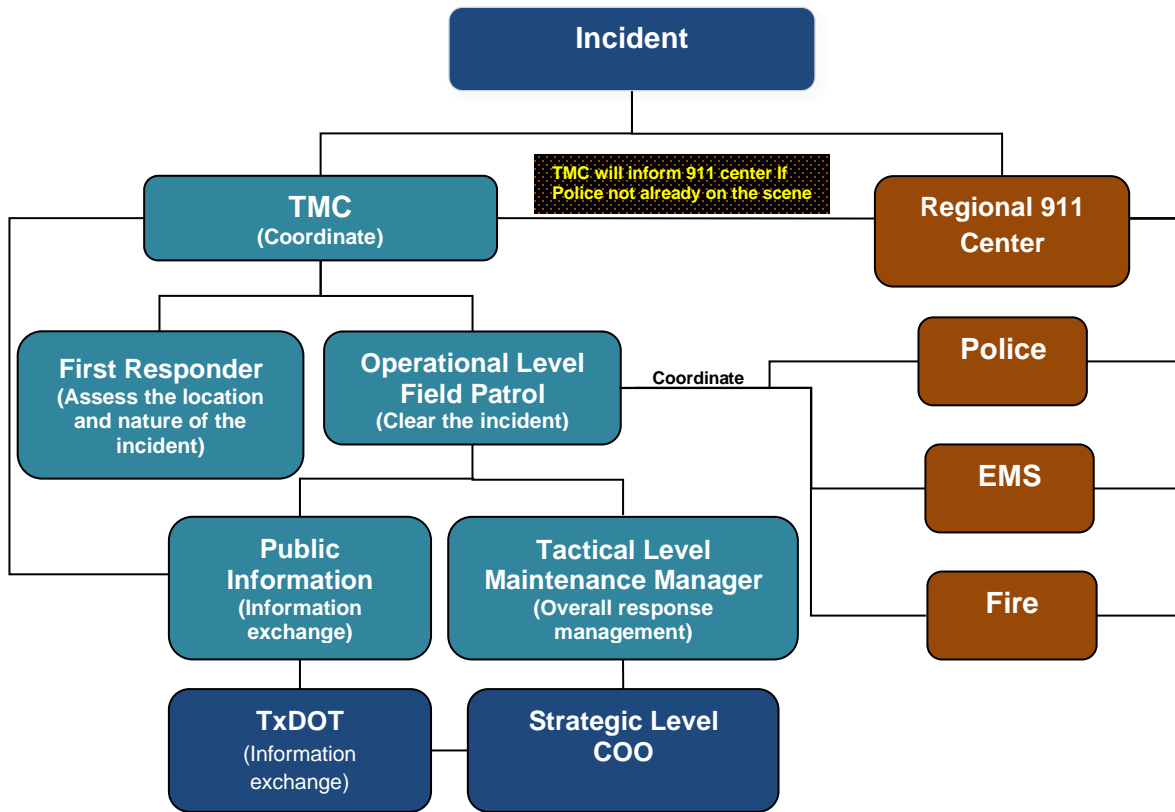 Incident
TMC will inform 911 center If
Police not already on the scene
TMC
(Coordinate)
Regional 911
Center
First Responder
(Assess the location
and nature of the
incident)
Operational Level
Field Patrol
(Clear the incident)
Coordinate
Police
EMS
Public
Information
(Information
exchange)
Tactical Level
Maintenance Manager
(Overall response
management)
Fire
TxDOT
(Information
exchange)
Strategic Level
COO